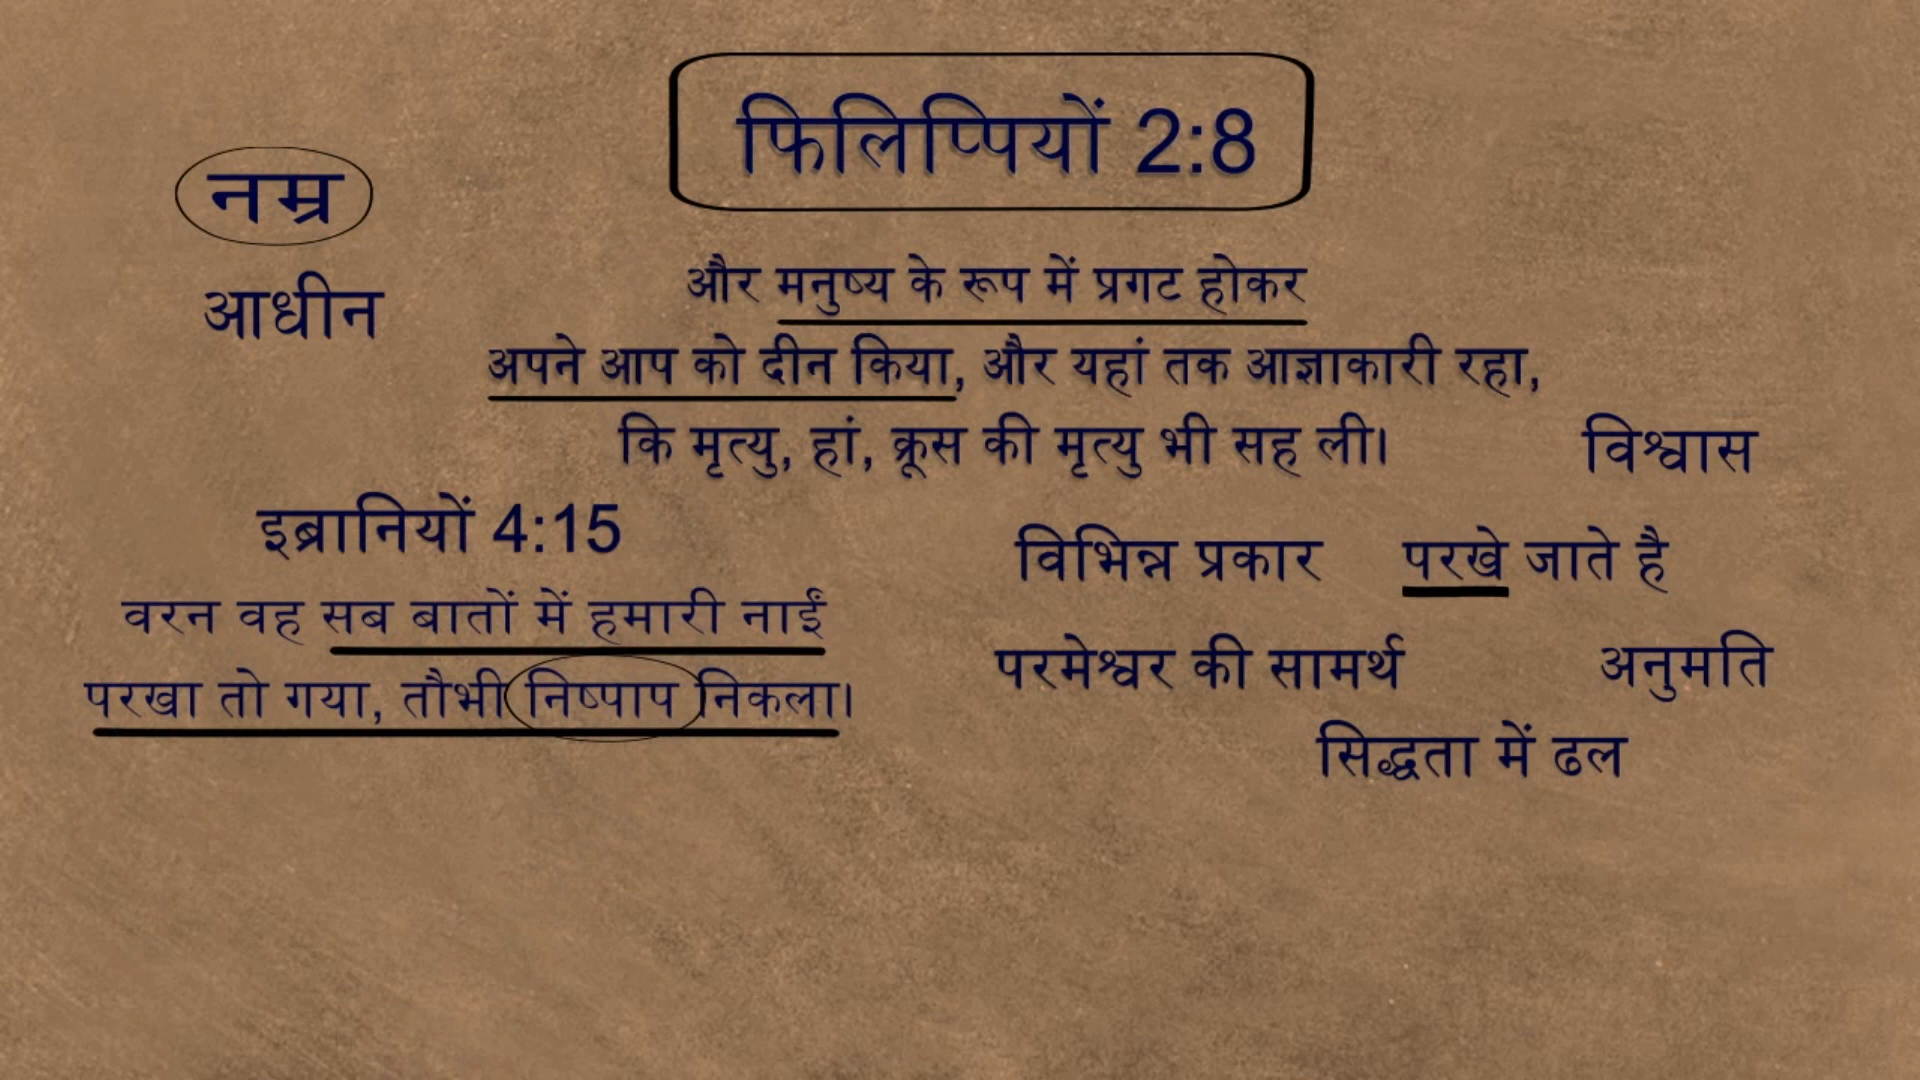 फिलिप्पियों 2:8
नम्र
आधीन
और मनुष्य के रूप में प्रगट होकर
अपने आप को दीन किया, और यहां तक आज्ञाकारी रहा,
कि मृत्यु, हां, क्रूस की मृत्यु भी सह ली।
विश्वास
इब्रानियों 4:15
वरन वह सब बातों में हमारी नाईं
परखा तो गया, तौभी निष्पाप निकला।
विभिन्न प्रकार परखे जाते है
परमेश्वर की सामर्थ अनुमति
सिद्धता में ढल